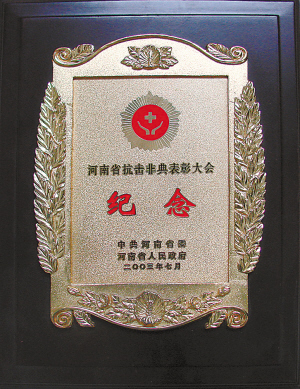 河南省抗击非典表彰大会
纪念
中共河南省委
河南省人民政府
二〇〇三年七月